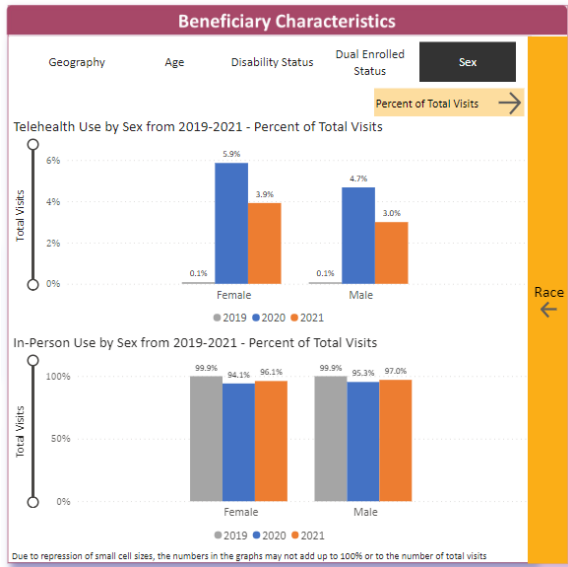 Beneficiary Characteristics
Geography
Age
Disability Status
Dual Enrolled
Status
Sex
Percent of Total Visits
Telehealth Use by Sex from 2019-2021 - Percent of Total Visits
Total Visits
6%
4%
2%
0%
0.1%
5.9%
3.9%
0.1%
4.7%
3.0%
Female
Male
2019 2020 2021
Race
In-Person Use by Sex from 2019-2021 - Percent of Total Visits
Total Visits
100%
50%
0%
99.9%
94.1%
96.1%
99.9%
95.3%
97.0%
Female
Male
2019 2020 2021
Due to repression of small cell sizes, the numbers in the graphs may not add up to 100% or to the number of total visits